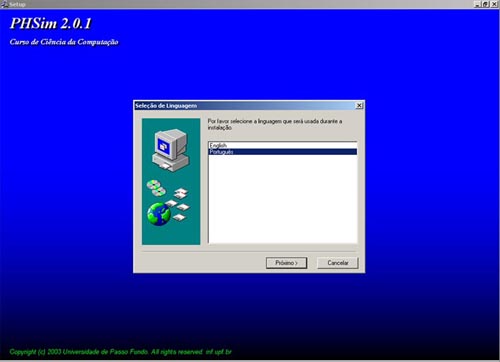 Setup
PHSim 2.0.1
Curso de Ciência da Computação
Seleção de Linguagem
Por favor selecione a linguagem que será usada durante a
instalação.
English
Português
Próximo >
Cancelar
Copyright (c) 2003 Universidade de Passo Fundo. All rights reserved. inf.upf.br